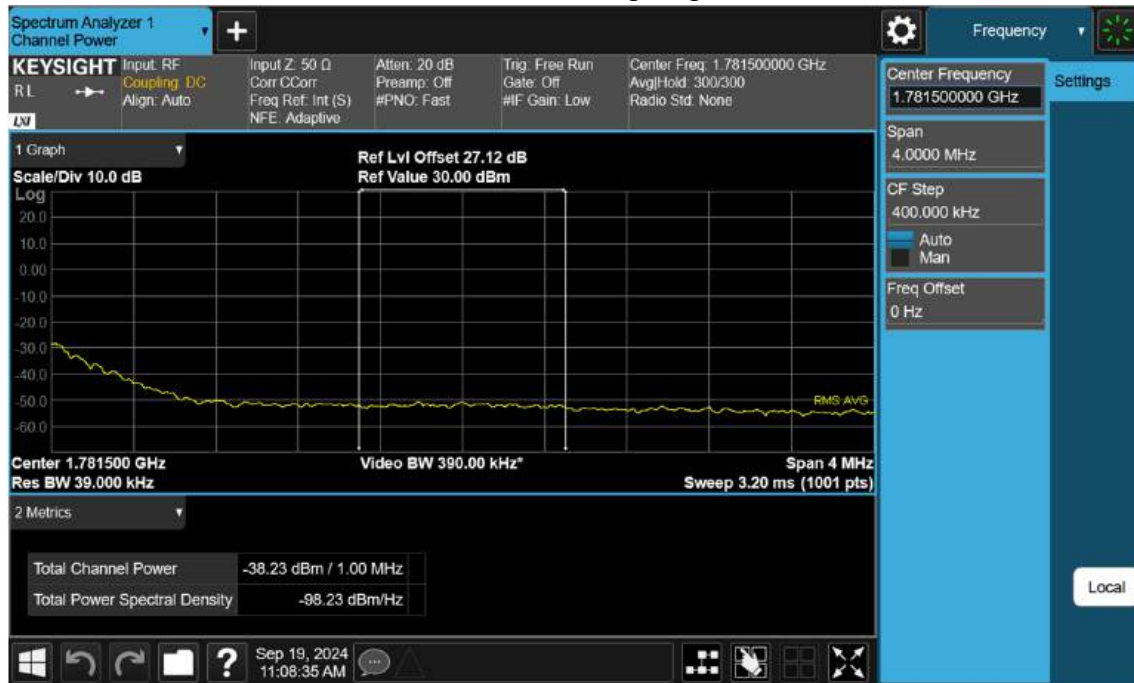 Spectrum Analyzer 1
Channel Power
+
Frequency
KEYSIGHT
RL
LXI
Input: RF
Coupling: DC
Align: Auto
Input Z: 50 Ω
Corr CCorr
Freq Ref: Int (S)
NFE: Adaptive
Atten: 20 dB
Preamp: Off
#PNO: Fast
Trig: Free Run
Gate: Off
#IF Gain: Low
Center Freq: 1.781500000 GHz
Avg|Hold: 300/300
Radio Std: None
Center Frequency
1.781500000 GHz
Settings
Span
4.0000 MHz
CF Step
400.000 kHz
Auto
Man
Freq Offset
0 Hz
1 Graph
Scale/Div 10.0 dB
Ref Lvl Offset 27.12 dB
Ref Value 30.00 dBm
Log
20.0
10.0
0.00
-10.0
-20.0
-30.0
-40.0
-50.0
-60.0
RMS AVG
Center 1.781500 GHz
Res BW 39.000 kHz
Video BW 390.00 kHz*
Span 4 MHz
Sweep 3.20 ms (1001 pts)
2 Metrics
Total Channel Power -38.23 dBm / 1.00 MHz
Total Power Spectral Density -98.23 dBm/Hz
Local
?
Sep 19, 2024
11:08:35 AM